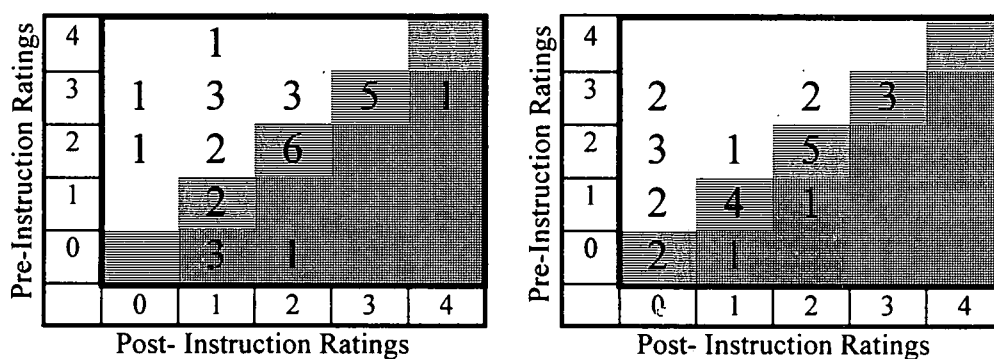 Pre-Instruction Ratings
4 1
3 1 3 3 5 1
2 1 2 6
1 2
0 3 1
0 1 2 3 4
Post- Instruction Ratings
Pre-Instruction Ratings
4
3 2 2 3
2 3 1 5
1 2 4 1
0 2 1
0 1 2 3 4
Post- Instruction Ratings